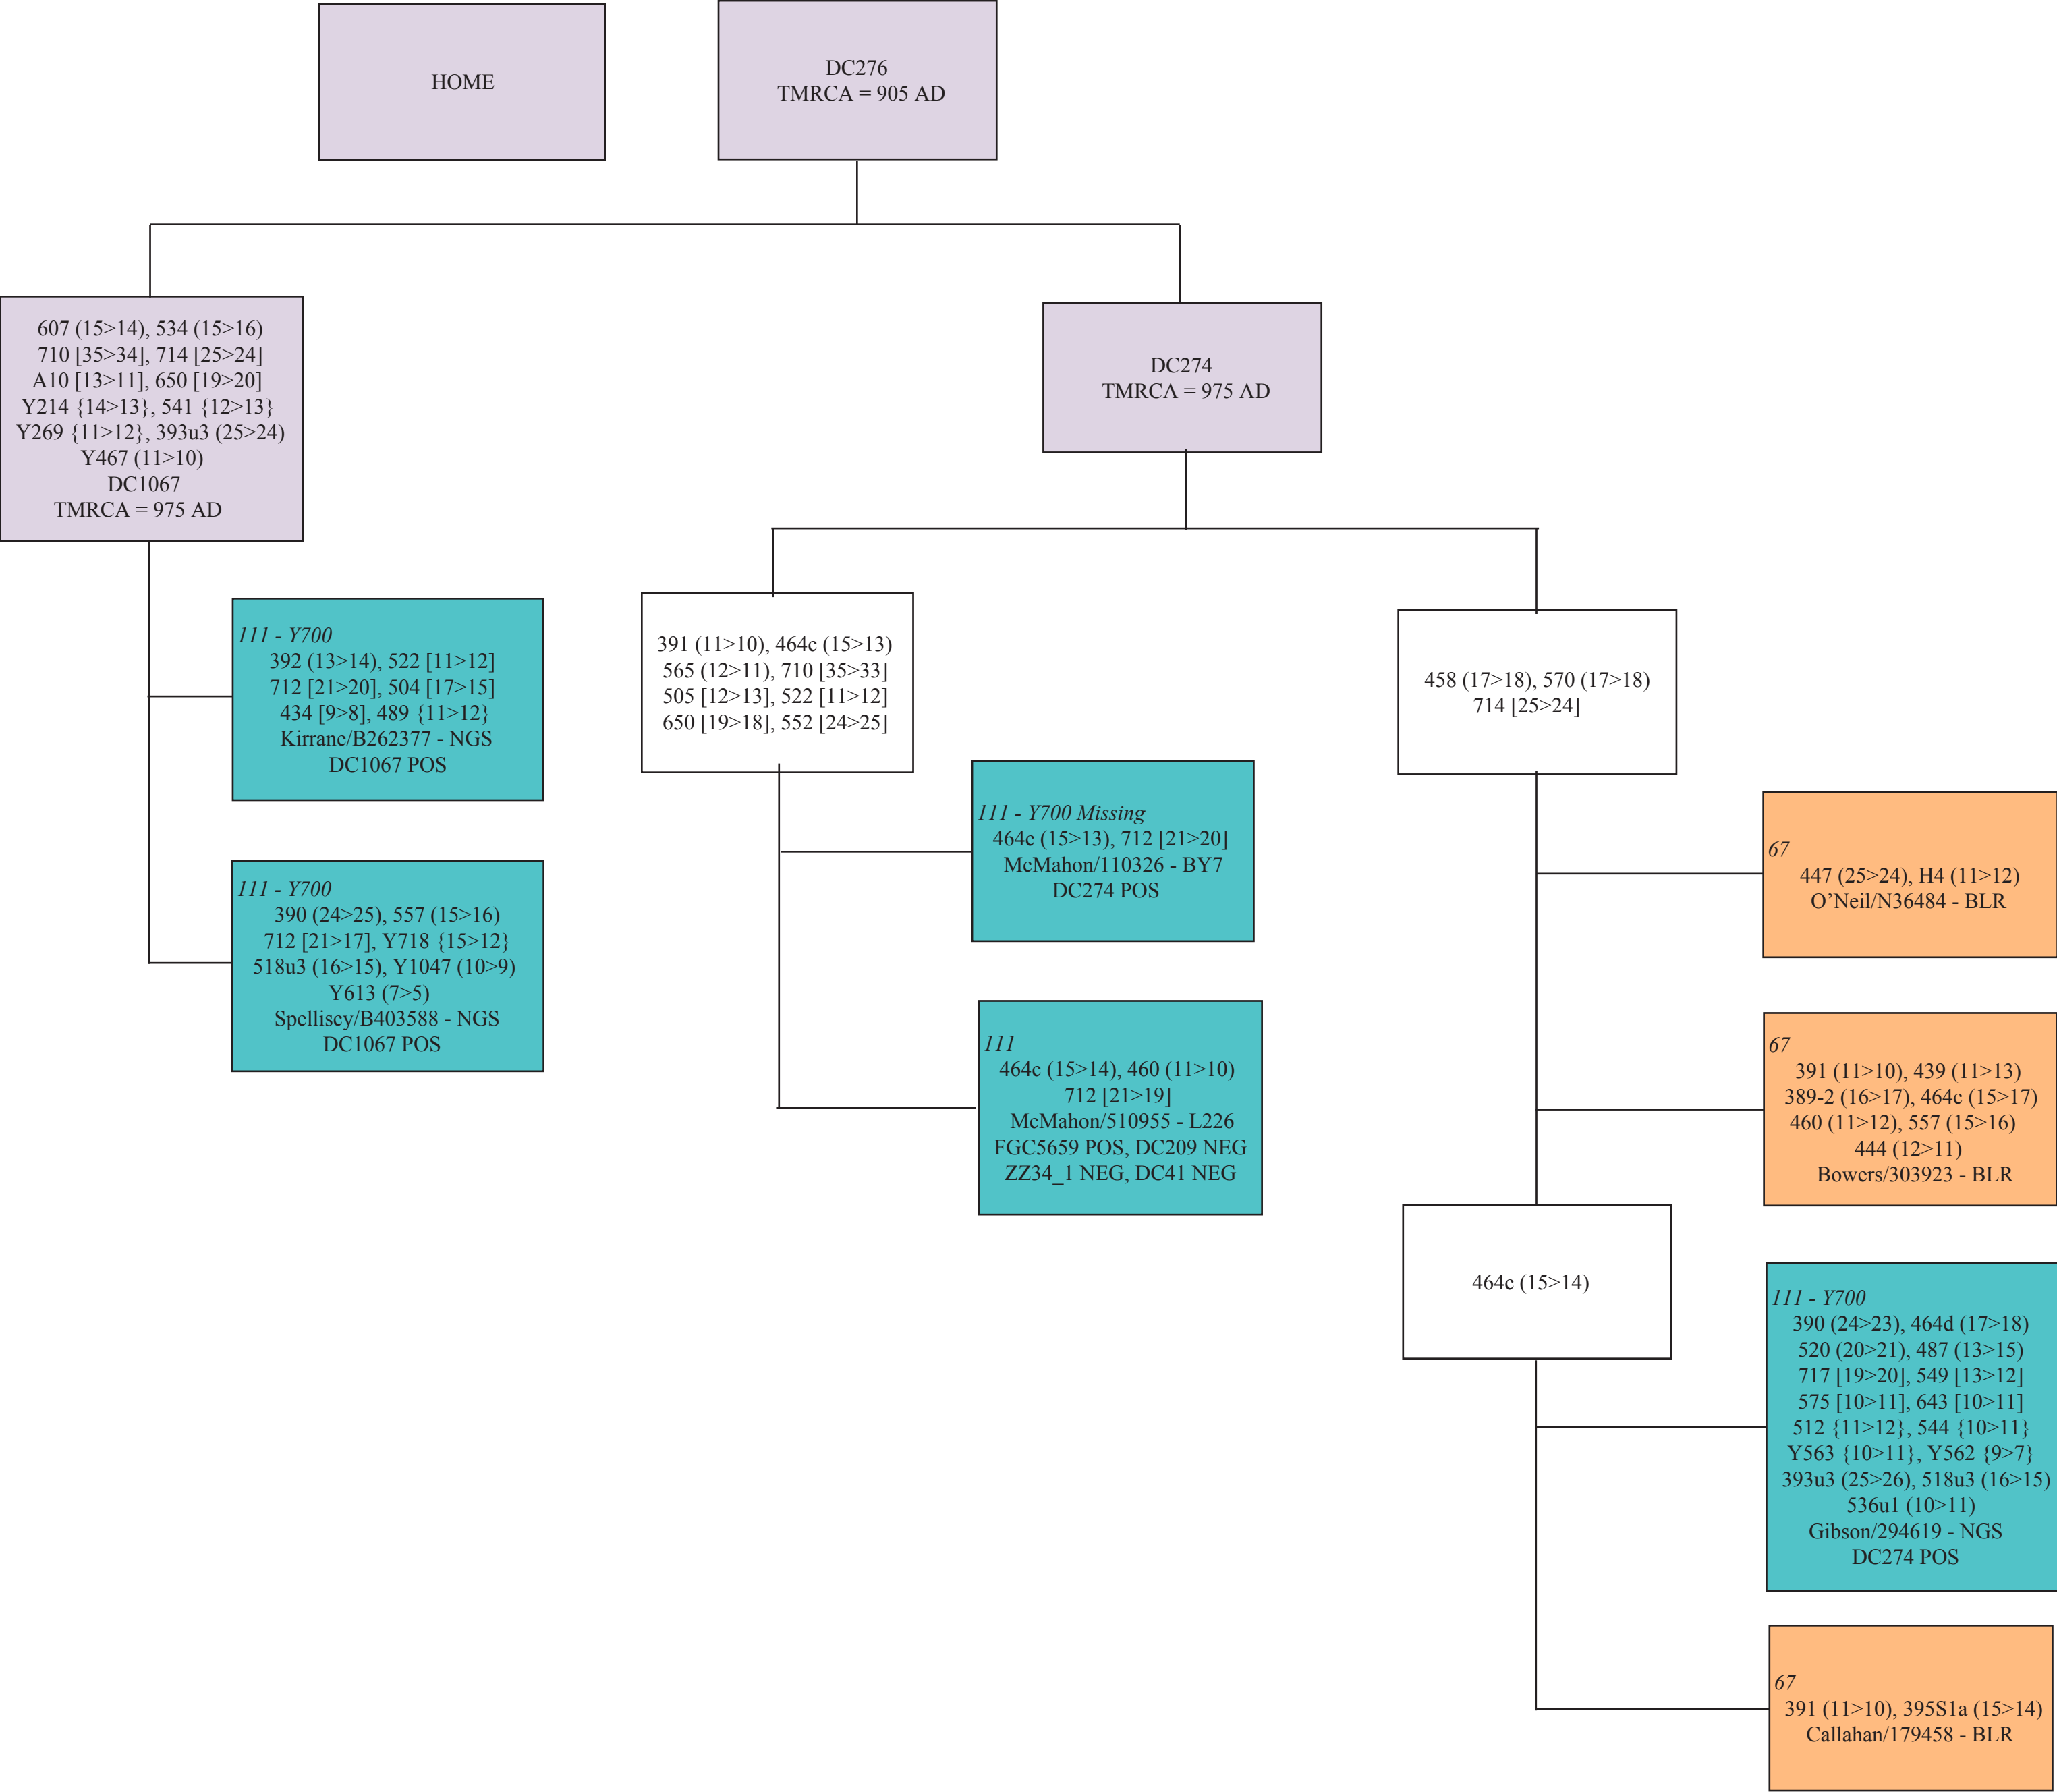 HOME
DC276
TMRCA = 905 AD
607 (15>14), 534 (15>16)
710 [35>34], 714 [25>24]
A10 [13>11], 650 [19>20]
Y214 {14>13}, 541 {12>13}
Y269 {11>12}, 393u3 (25>24)
Y467 (11>10)
DC1067
TMRCA = 975 AD
DC274
TMRCA = 975 AD
111 - Y700
392 (13>14), 522 [11>12]
712 [21>20], 504 [17>15]
434 [9>8], 489 {11>12}
Kirrane/B262377 - NGS
DC1067 POS
111 - Y700
390 (24>25), 557 (15>16)
712 [21>17], Y718 {15>12}
518u3 (16>15), Y1047 (10>9)
Y613 (7>5)
Spelliscy/B403588 - NGS
DC1067 POS
391 (11>10), 464c (15>13)
565 (12>11), 710 [35>33]
505 [12>13], 522 [11>12]
650 [19>18], 552 [24>25]
111 - Y700 Missing
464c (15>13), 712 [21>20]
McMahon/110326 - BY7
DC274 POS
111
464c (15>14), 460 (11>10)
712 [21>19]
McMahon/510955 - L226
FGC5659 POS, DC209 NEG
ZZ34_1 NEG, DC41 NEG
458 (17>18), 570 (17>18)
714 [25>24]
67
447 (25>24), H4 (11>12)
O’Neil/N36484 - BLR
67
391 (11>10), 439 (11>13)
389-2 (16>17), 464c (15>17)
460 (11>12), 557 (15>16)
444 (12>11)
Bowers/303923 - BLR
464c (15>14)
111 - Y700
390 (24>23), 464d (17>18)
520 (20>21), 487 (13>15)
717 [19>20], 549 [13>12]
575 [10>11], 643 [10>11]
512 {11>12}, 544 {10>11}
Y563 {10>11}, Y562 {9>7}
393u3 (25>26), 518u3 (16>15)
536u1 (10>11)
Gibson/294619 - NGS
DC274 POS
67
391 (11>10), 395S1a (15>14)
Callahan/179458 - BLR